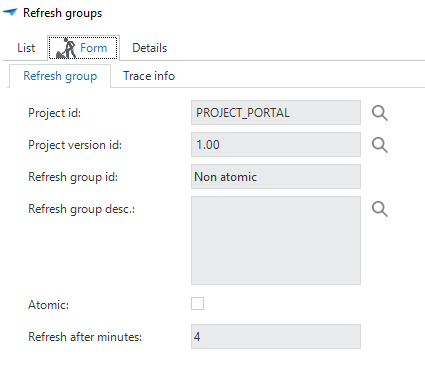 Refresh groups
List Form Details
Refresh group Trace info
Project id: PROJECT_PORTAL
Project version id: 1.00
Refresh group id: Non atomic
Refresh group desc.:
Atomic:
Refresh after minutes: 4